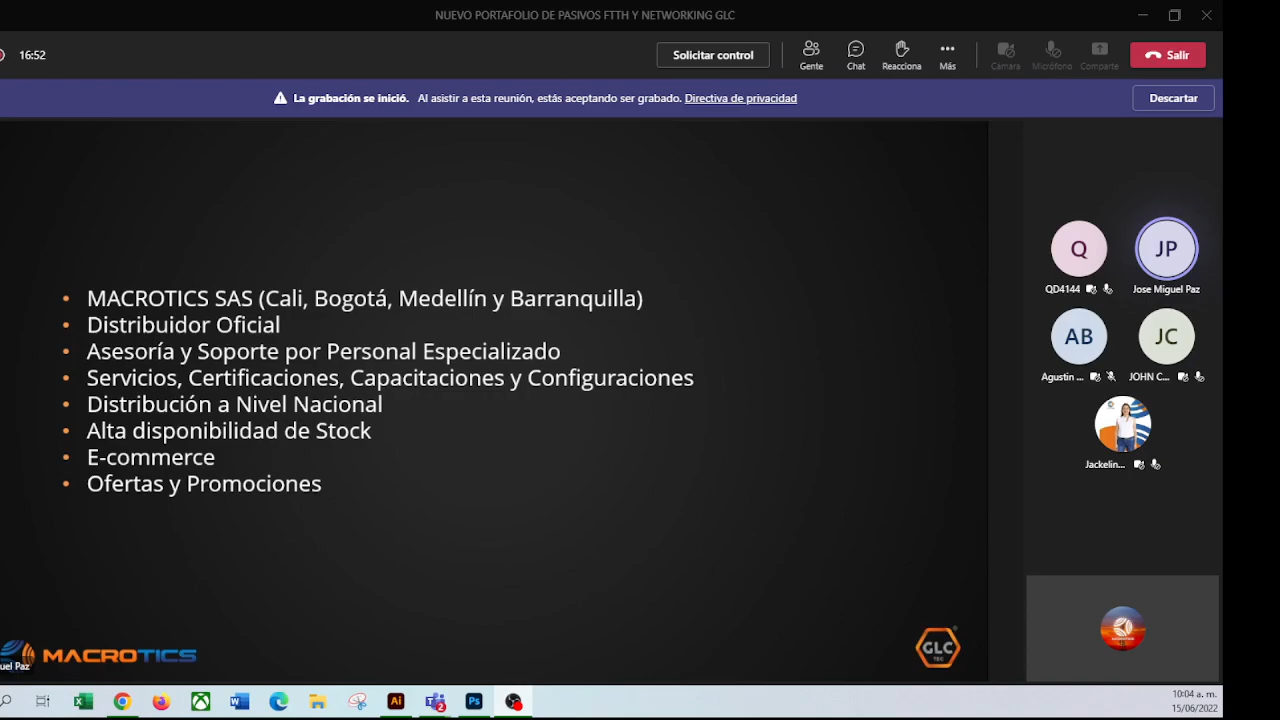 NUEVO PORTAFOLIO DE PASIVOS FTTH Y NETWORKING GLC
16:52
Solicitar control
Gente
Chat
Reacciona
Más
Cámara
Micrófono
Comparte
Salir
La grabación se inició. Al asistir a esta reunión, estás aceptando ser grabado. Directiva de privacidad
Descartar
• MACROTICS SAS (Cali, Bogotá, Medellín y Barranquilla)
• Distribuidor Oficial
• Asesoría y Soporte por Personal Especializado
• Servicios, Certificaciones, Capacitaciones y Configuraciones
• Distribución a Nivel Nacional
• Alta disponibilidad de Stock
• E-commerce
• Ofertas y Promociones
Q
JP
QD4144
Jose Miguel Paz
AB
JC
Agustin ...
JOHN C...
Jackelin...
MACROTICS
uel Paz
GLC
TEC
®
Ai
2
Ps
10:04 a. m.
15/06/2022